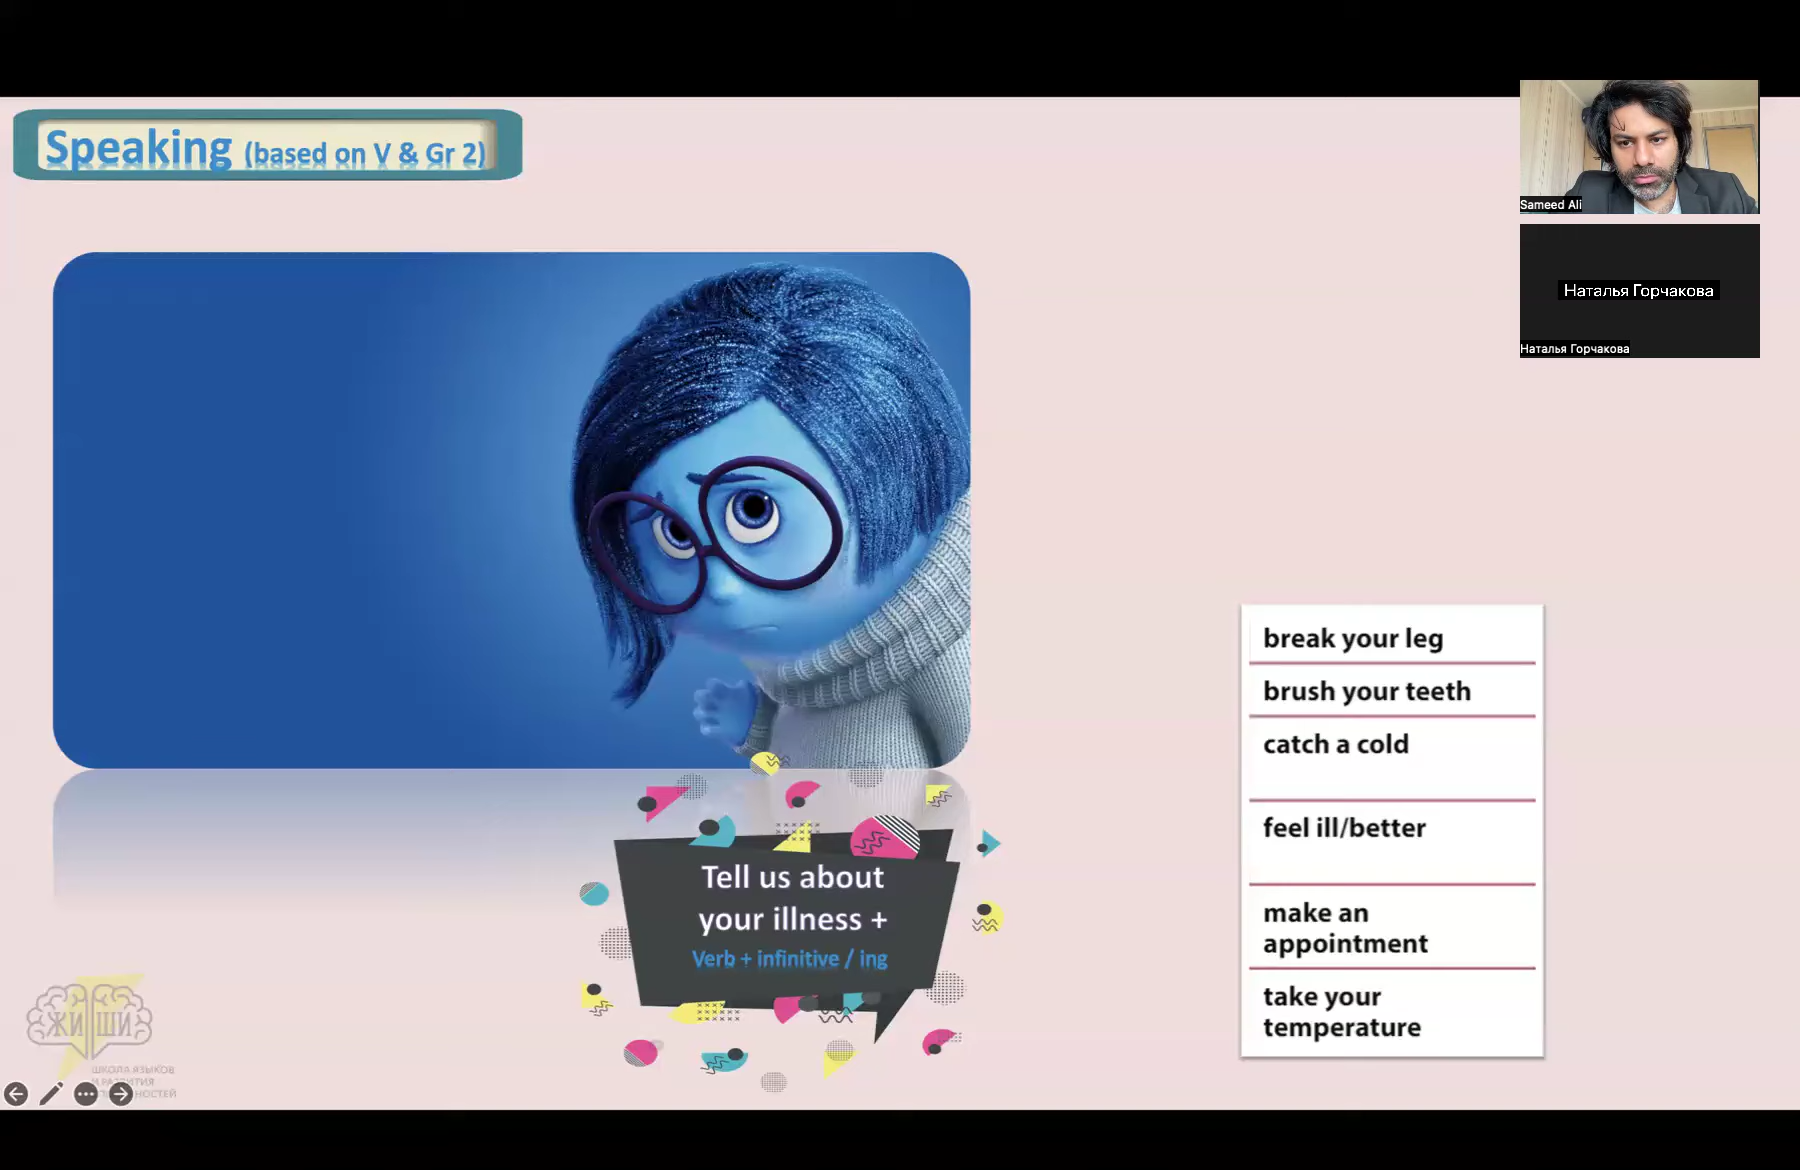 Speaking (based on V & Gr 2)
Sameed Ali
Наталья Горчакова
Наталья Горчакова
break your leg
brush your teeth
catch a cold
feel ill/better
make an
appointment
take your
temperature
Tell us about
your illness +
Verb + infinitive / ing
ЖИ ШИ
ШКОЛА ЯЗЫКОВ